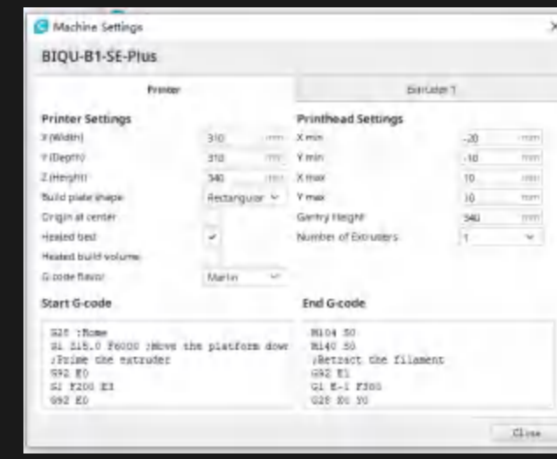 Machine Settings
BIQU-B1-SE-Plus
Printer
Extruder 1
Printer Settings
X (Width) 310 mm
Y (Depth) 310 mm
Z (Height) 340 mm
Build plate shape Rectangular
Origin at center
Heated bed
Heated build volume
G-code flavor Marlin
Printhead Settings
X min -20 mm
Y min -10 mm
X max 10 mm
Y max 10 mm
Gantry Height 340 mm
Number of Extruders 1
Start G-code
G28 ;Home
G1 Z15.0 F6000 ;Move the platform down
;Prime the extruder
G92 E0
G1 F200 E3
G92 E0
End G-code
M104 S0
M140 S0
;Retract the filament
G92 E1
G1 E-1 F300
G28 X0 Y0
Close